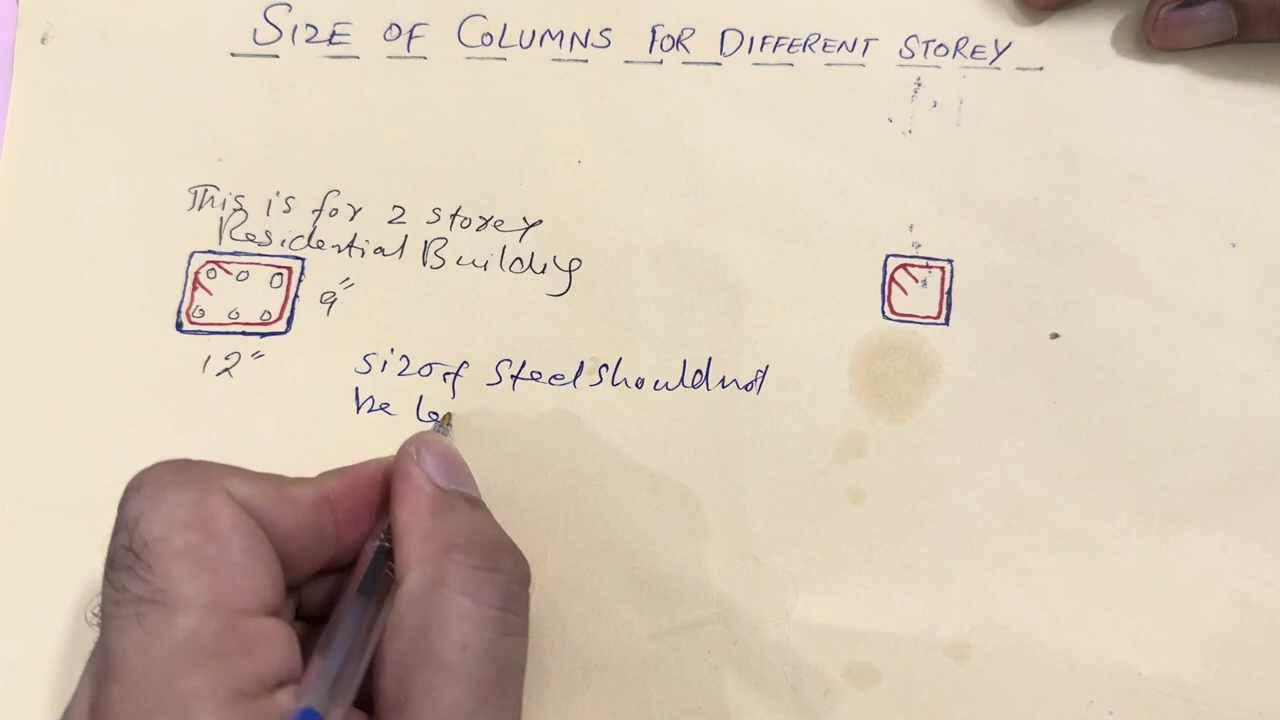 SIZE OF COLUMNS FOR DIFFERENT STOREY
This is for 2 storey
Residential Building
9"
12"
Size of Steel should not
be le